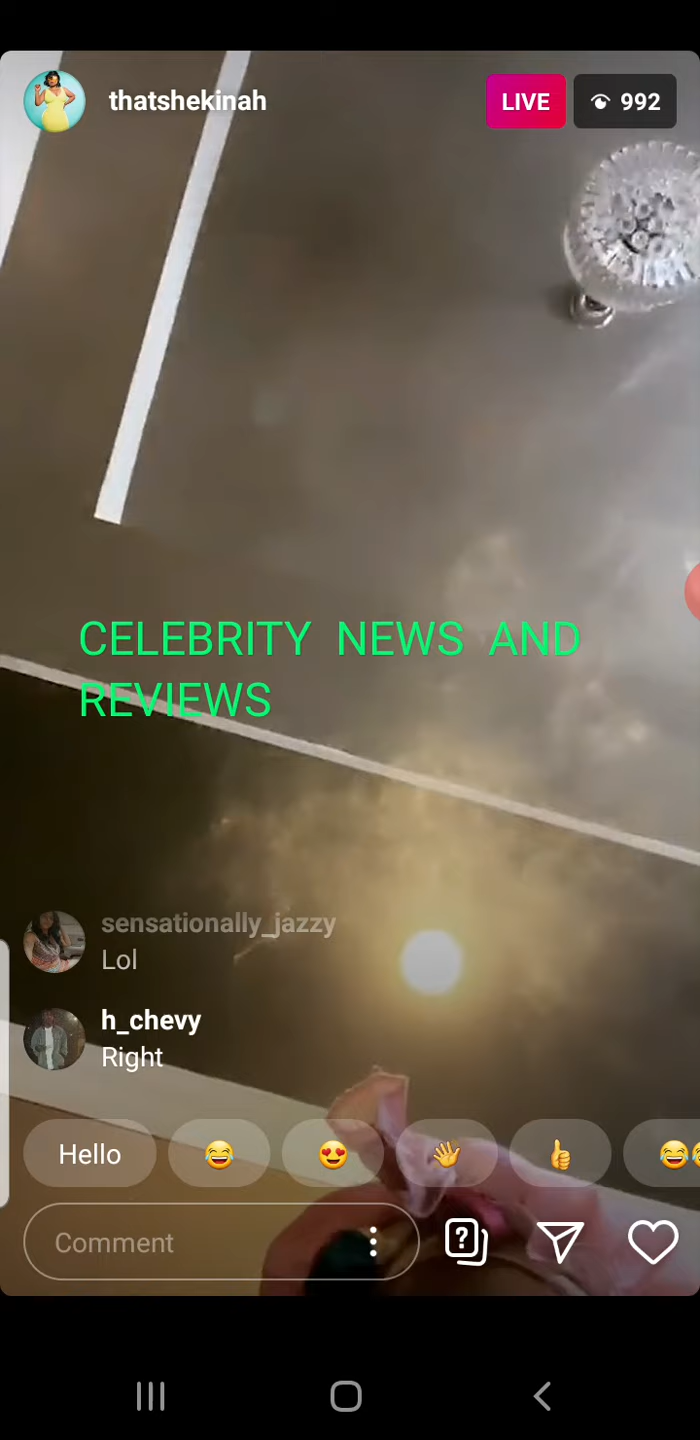 thatshekinah
LIVE
992
CELEBRITY NEWS AND
REVIEWS
sensationally_jazzy
Lol
h_chevy
Right
Hello
Comment
?